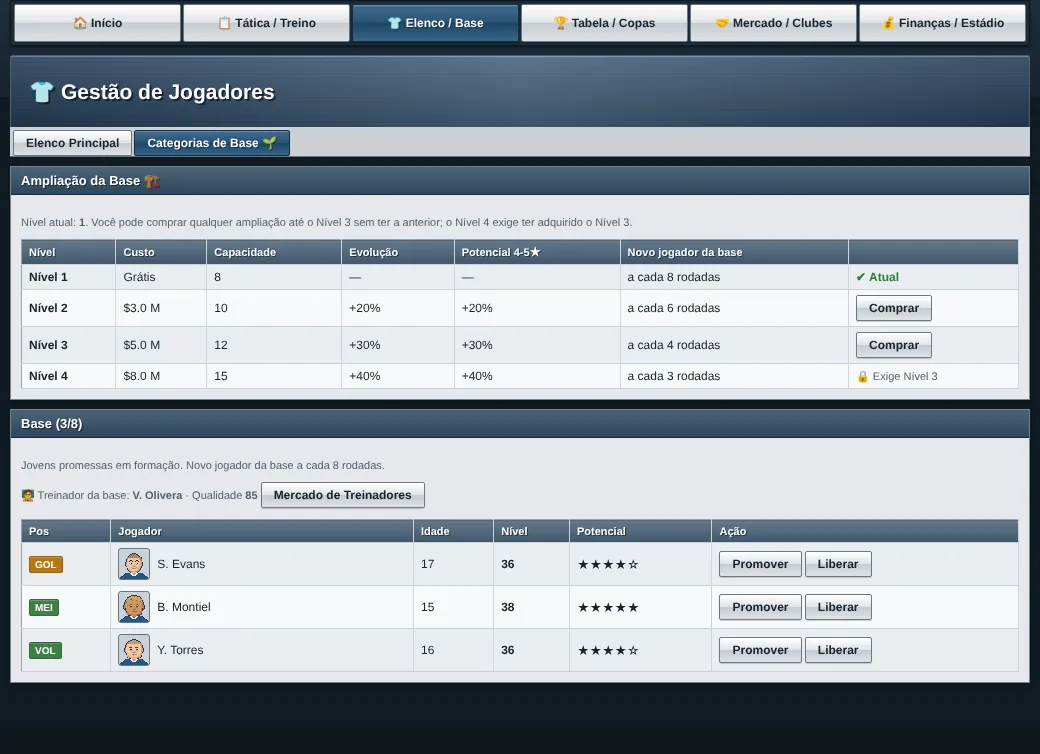 🏠 Início 📋 Tática / Treino 👕 Elenco / Base 🏆 Tabela / Copas 🤝 Mercado / Clubes 💰 Finanças / Estádio
👕 Gestão de Jogadores
Elenco Principal Categorias de Base 🌱
Ampliação da Base 🏗️
Nível atual: 1. Você pode comprar qualquer ampliação até o Nível 3 sem ter a anterior; o Nível 4 exige ter adquirido o Nível 3.
Nível Custo Capacidade Evolução Potencial 4-5★ Novo jogador da base
Nível 1 Grátis 8 — — a cada 8 rodadas ✔ Atual
Nível 2 $3.0 M 10 +20% +20% a cada 6 rodadas Comprar
Nível 3 $5.0 M 12 +30% +30% a cada 4 rodadas Comprar
Nível 4 $8.0 M 15 +40% +40% a cada 3 rodadas 🔒 Exige Nível 3
Base (3/8)
Jovens promessas em formação. Novo jogador da base a cada 8 rodadas.
🧑‍🏫 Treinador da base: V. Olivera · Qualidade 85 Mercado de Treinadores
Pos Jogador Idade Nível Potencial Ação
GOL S. Evans 17 36 ★★★★☆ Promover Liberar
MEI B. Montiel 15 38 ★★★★★ Promover Liberar
VOL Y. Torres 16 36 ★★★★☆ Promover Liberar